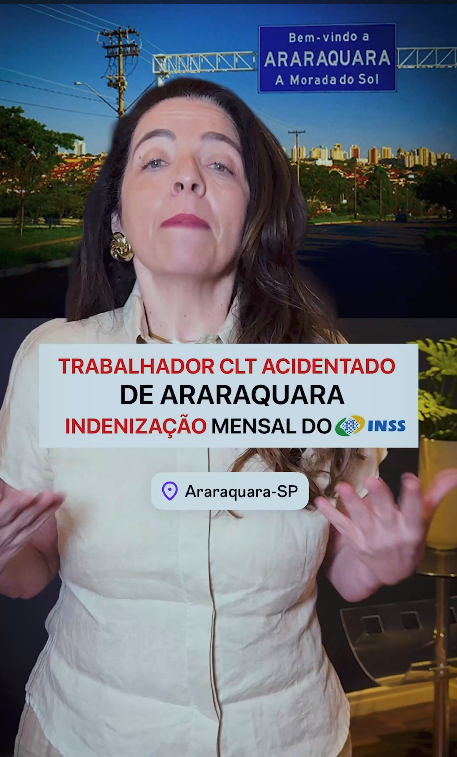 Bem-vindo a
ARARAQUARA
A Morada do Sol
TRABALHADOR CLT ACIDENTADO
DE ARARAQUARA
INDENIZAÇÃO MENSAL DO INSS
Araraquara-SP